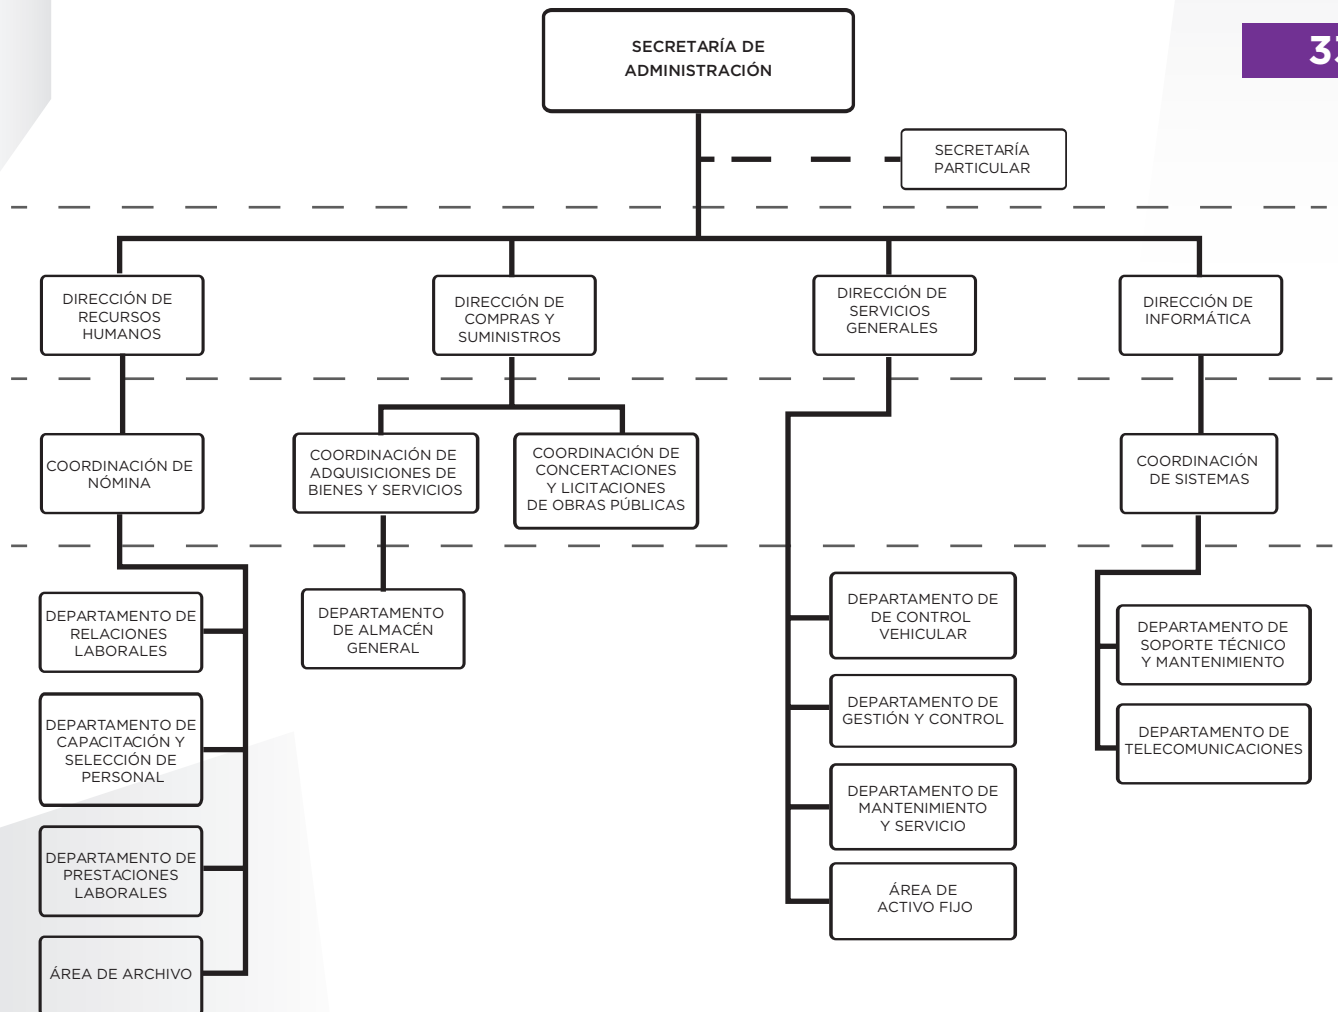 SECRETARÍA DE
ADMINISTRACIÓN
SECRETARÍA
PARTICULAR
DIRECCIÓN DE
RECURSOS
HUMANOS
DIRECCIÓN DE
COMPRAS Y
SUMINISTROS
DIRECCIÓN DE
SERVICIOS
GENERALES
DIRECCIÓN DE
INFORMÁTICA
COORDINACIÓN DE
NÓMINA
COORDINACIÓN DE
ADQUISICIONES DE
BIENES Y SERVICIOS
COORDINACIÓN DE
CONCERTACIONES
Y LICITACIONES
DE OBRAS PÚBLICAS
COORDINACIÓN
DE SISTEMAS
DEPARTAMENTO DE
RELACIONES
LABORALES
DEPARTAMENTO DE
CAPACITACIÓN Y
SELECCIÓN DE
PERSONAL
DEPARTAMENTO DE
PRESTACIONES
LABORALES
ÁREA DE ARCHIVO
DEPARTAMENTO
DE ALMACÉN
GENERAL
DEPARTAMENTO DE
DE CONTROL
VEHICULAR
DEPARTAMENTO DE
GESTIÓN Y CONTROL
DEPARTAMENTO DE
MANTENIMIENTO
Y SERVICIO
ÁREA DE
ACTIVO FIJO
DEPARTAMENTO DE
SOPORTE TÉCNICO
Y MANTENIMIENTO
DEPARTAMENTO DE
TELECOMUNICACIONES